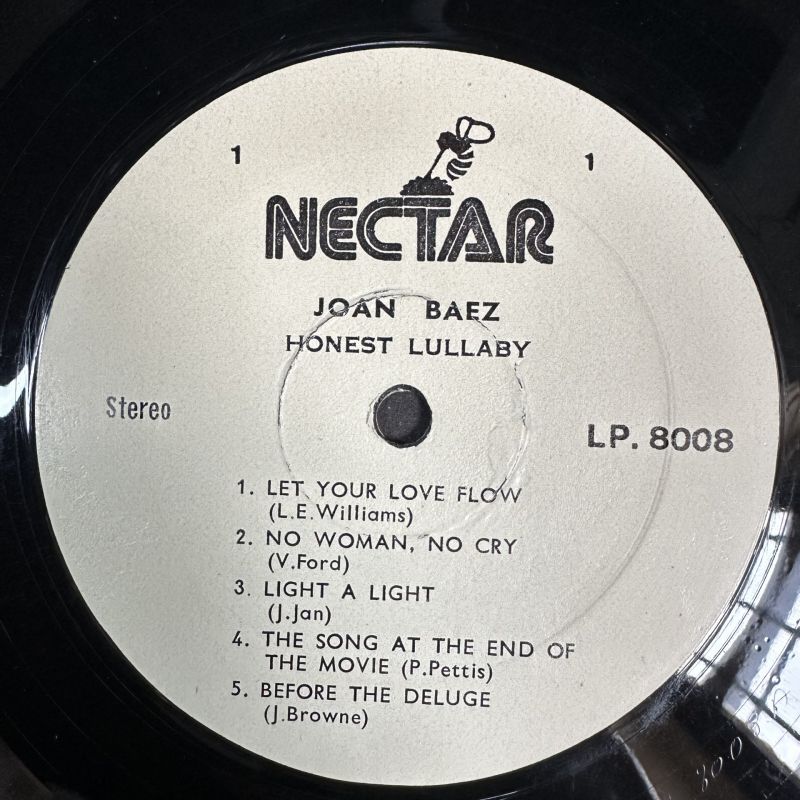 1 1
NECTAR
JOAN BAEZ
HONEST LULLABY
Stereo
LP. 8008
1. LET YOUR LOVE FLOW
(L.E.Williams)
2. NO WOMAN, NO CRY
(V.Ford)
3. LIGHT A LIGHT
(J.Jan)
4. THE SONG AT THE END OF
THE MOVIE (P.Pettis)
5. BEFORE THE DELUGE
(J.Browne)